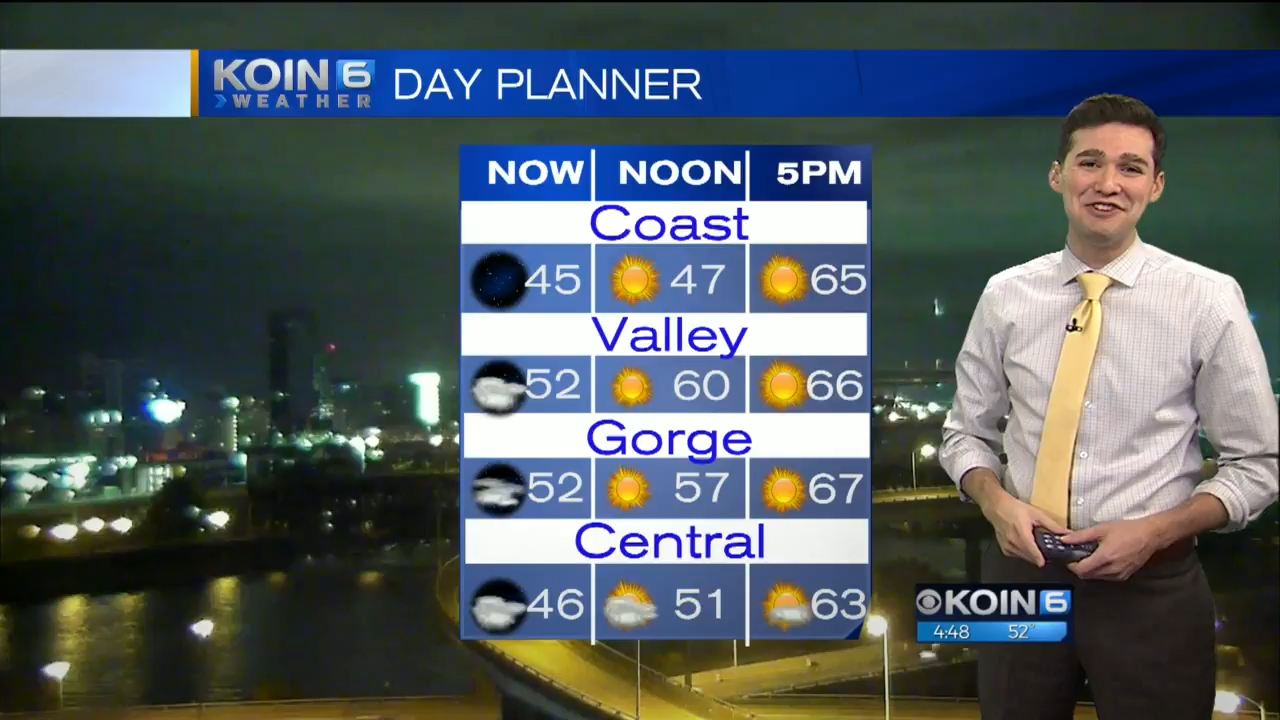 KOIN 6 DAY PLANNER
WEATHER
NOW NOON 5PM
Coast
45 47 65
Valley
52 60 66
Gorge
52 57 67
Central
46 51 63
KOIN 6
4:48 52°